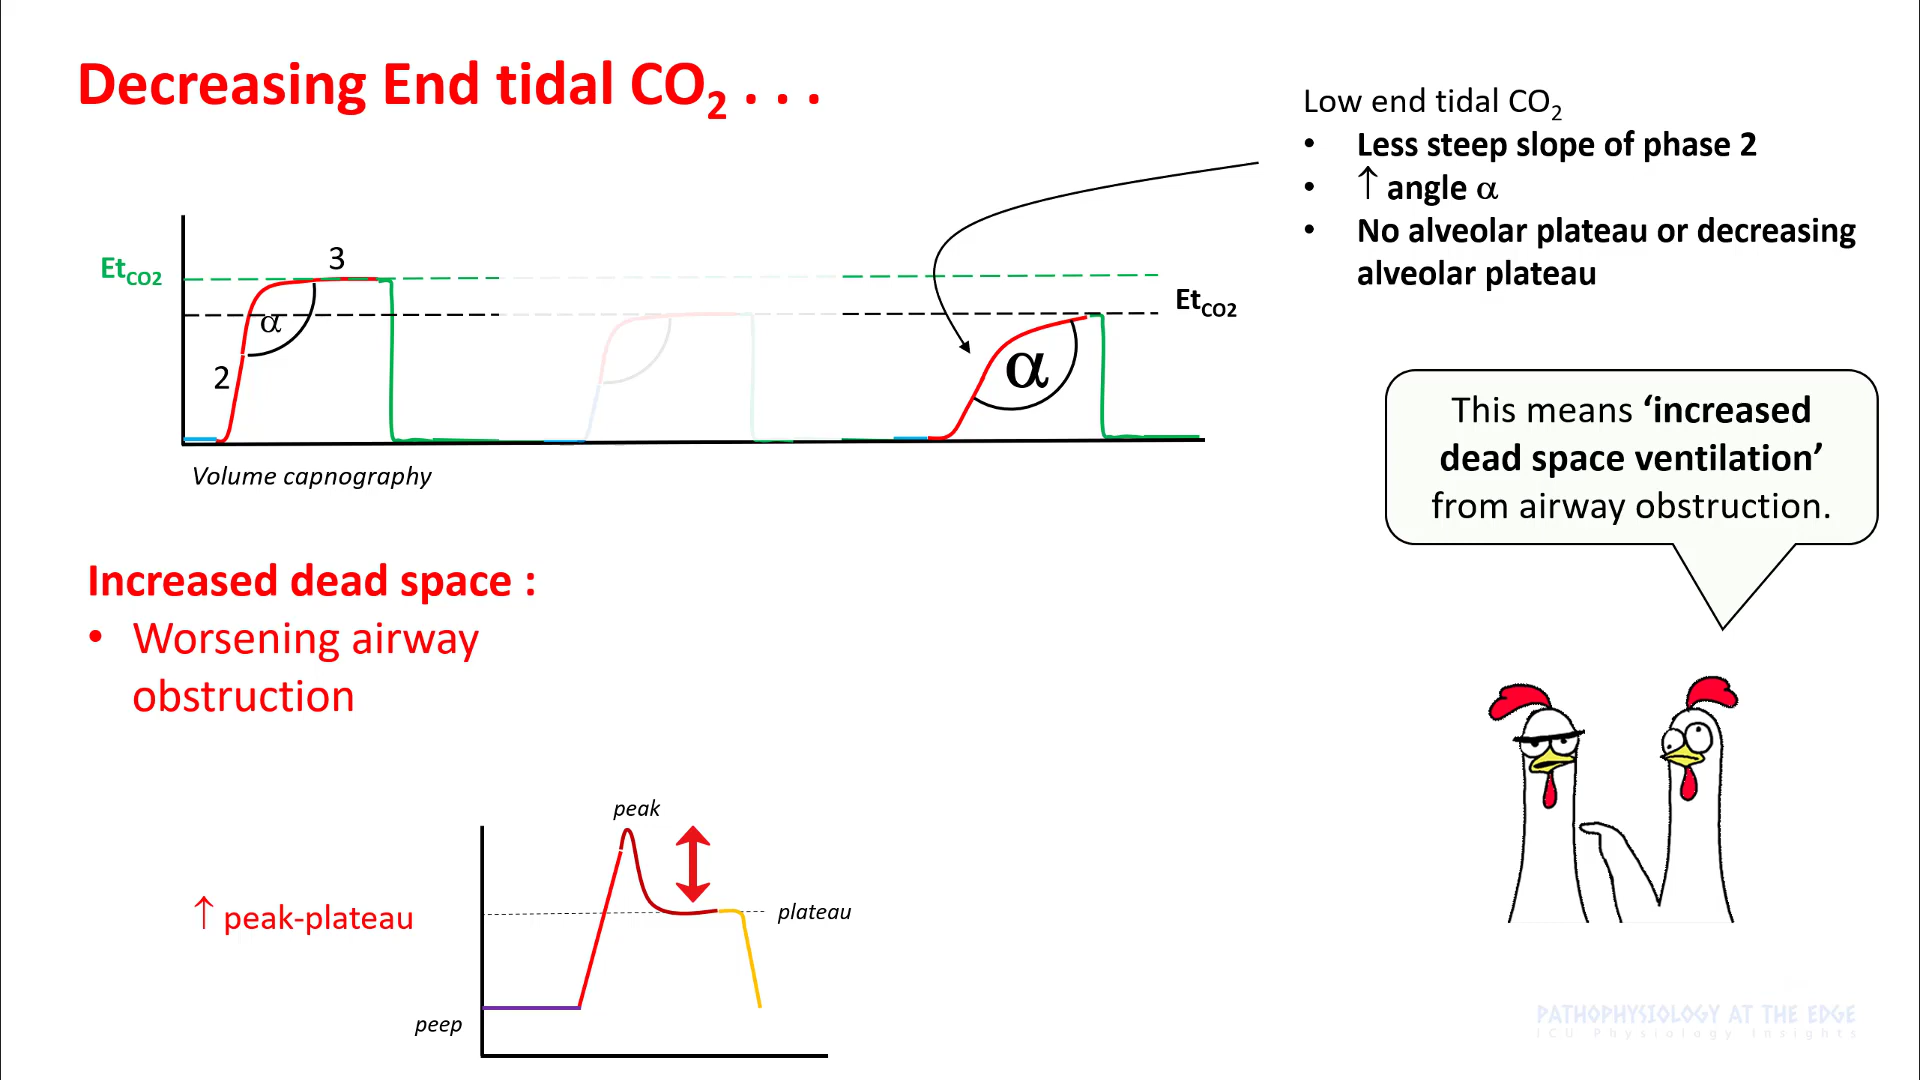 Decreasing End tidal CO2 . . .
Low end tidal CO2
• Less steep slope of phase 2
• ↑ angle α
• No alveolar plateau or decreasing
alveolar plateau
EtCO2
3
α
2
EtCO2
α
Volume capnography
This means ‘increased
dead space ventilation’
from airway obstruction.
Increased dead space :
• Worsening airway
obstruction
peak
↑ peak-plateau
plateau
peep
PATHOPHYSIOLOGY AT THE EDGE
ICU Physiology Insights